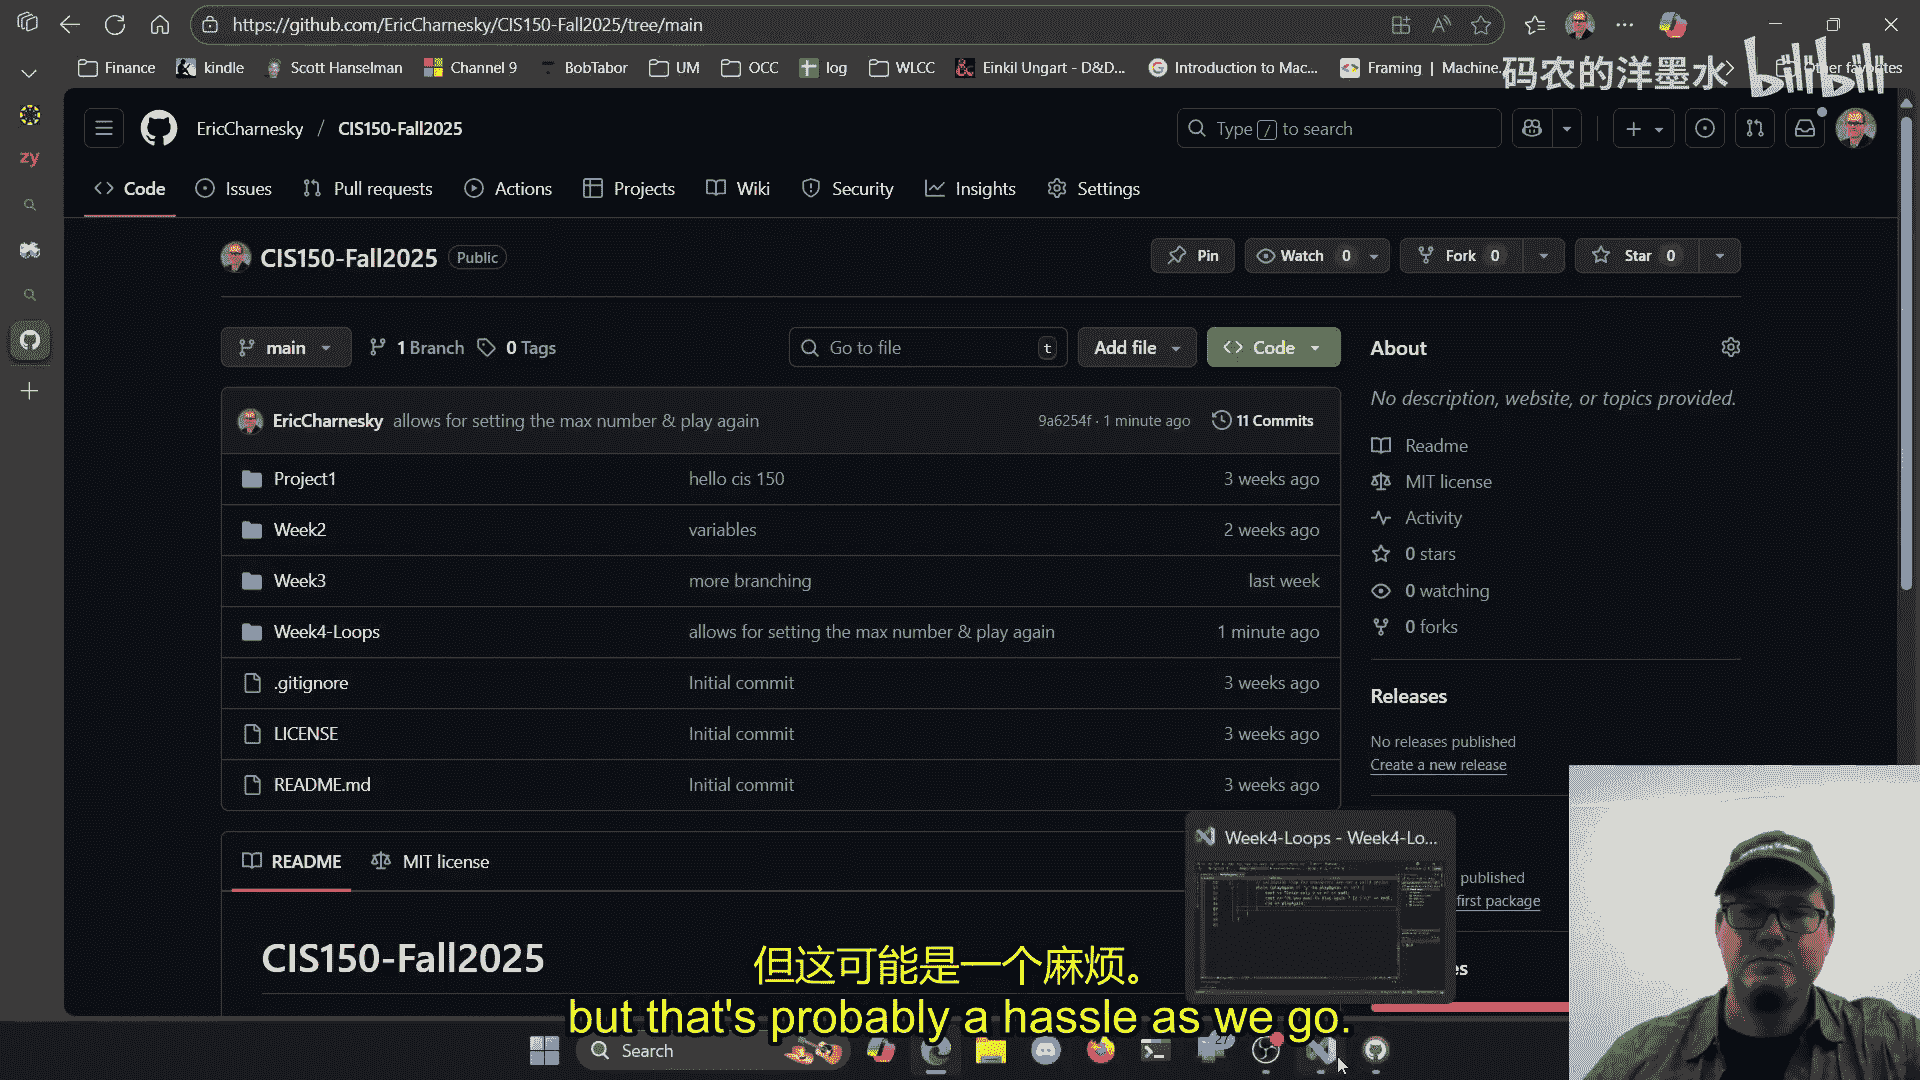 https://github.com/EricCharnesky/CIS150-Fall2025/tree/main
Finance
kindle
Scott Hanselman
Channel 9
BobTabor
UM
OCC
log
WLCC
Einkil Ungart - D&D...
Introduction to Mac...
Framing | Machine...
Other favorites
码农的洋墨水
bilibili
zy
EricCharnesky / CIS150-Fall2025
Type / to search
Code
Issues
Pull requests
Actions
Projects
Wiki
Security
Insights
Settings
CIS150-Fall2025
Public
Pin
Watch 0
Fork 0
Star 0
main
1 Branch
0 Tags
Go to file
t
Add file
Code
About
No description, website, or topics provided.
EricCharnesky allows for setting the max number & play again
9a6254f · 1 minute ago
11 Commits
Project1 hello cis 150 3 weeks ago
Week2 variables 2 weeks ago
Week3 more branching last week
Week4-Loops allows for setting the max number & play again 1 minute ago
.gitignore Initial commit 3 weeks ago
LICENSE Initial commit 3 weeks ago
README.md Initial commit 3 weeks ago
Readme
MIT license
Activity
0 stars
0 watching
0 forks
Releases
No releases published
Create a new release
published
first package
README
MIT license
CIS150-Fall2025
Week4-Loops - Week4-Lo...
但这可能是一个麻烦。
but that's probably a hassle as we go.
Search
27